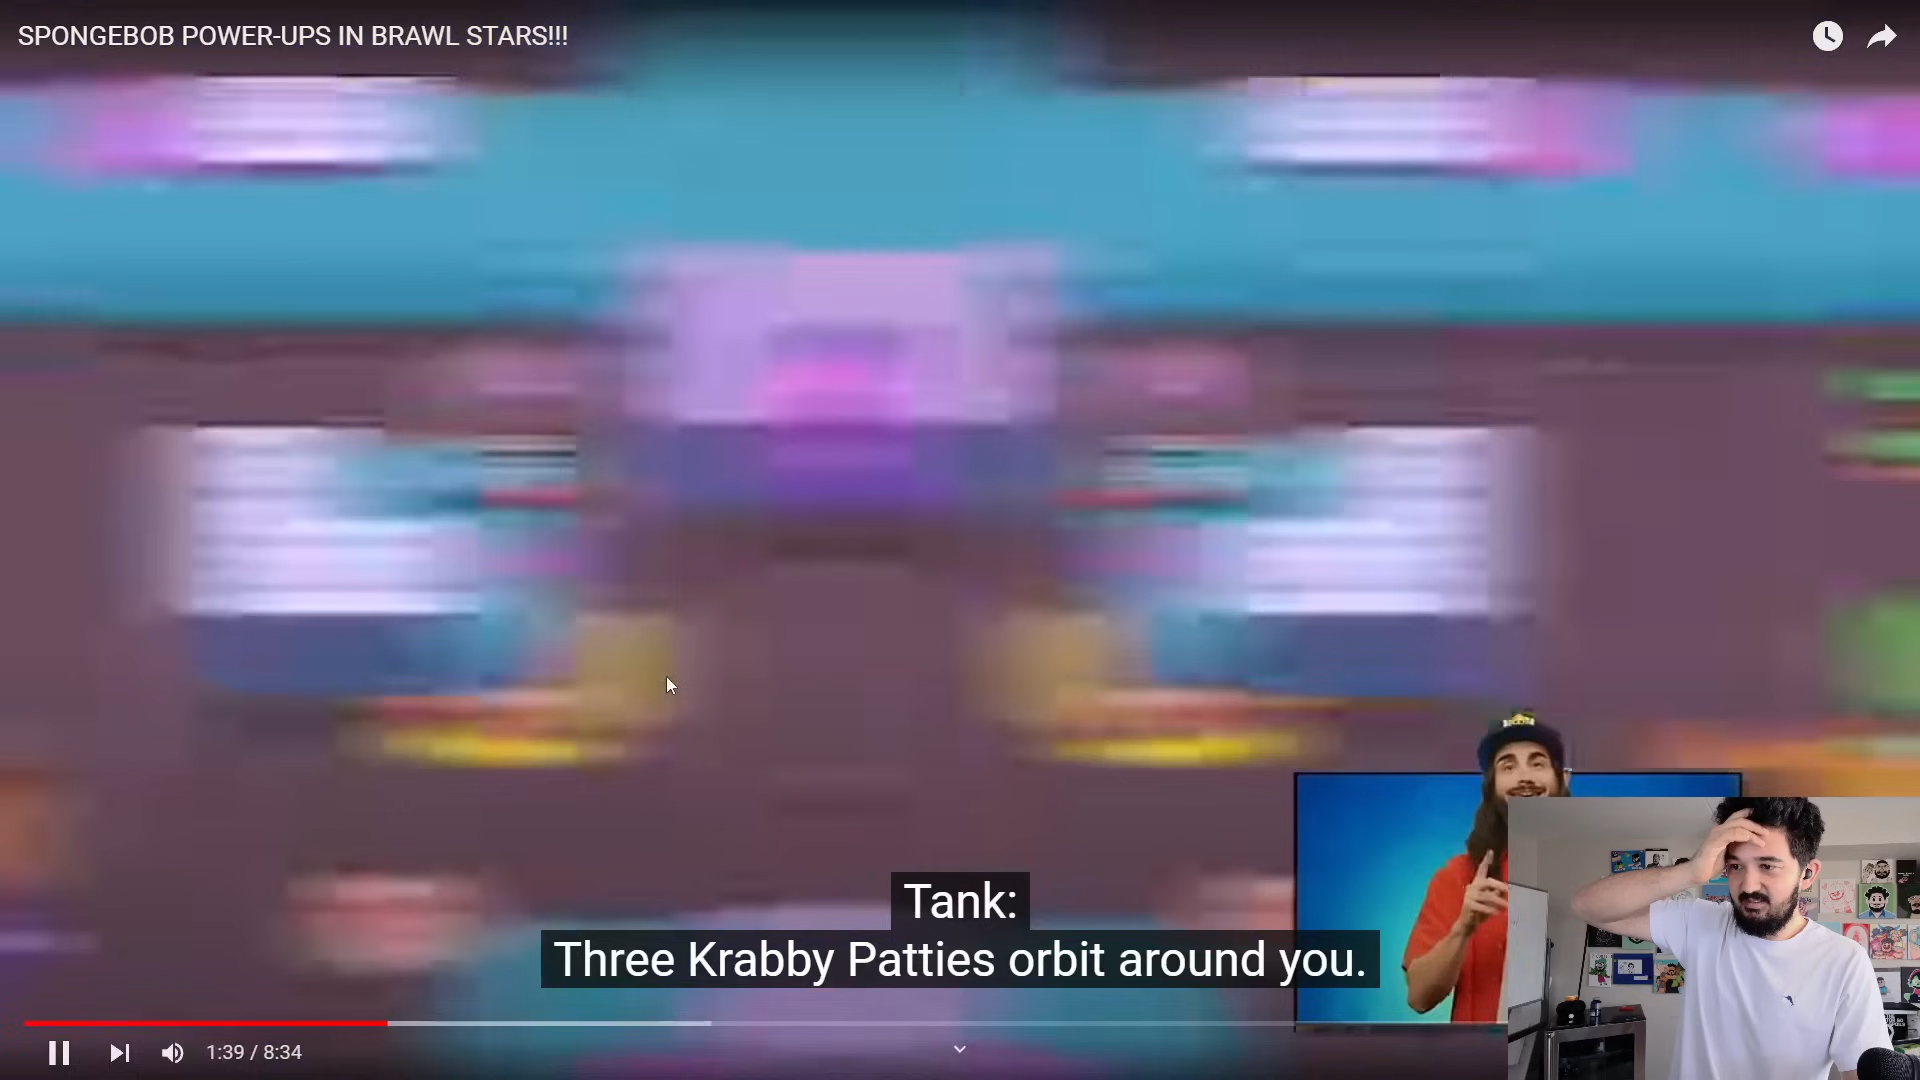 SPONGEBOB POWER-UPS IN BRAWL STARS!!!
Tank:
Three Krabby Patties orbit around you.
1:39 / 8:34